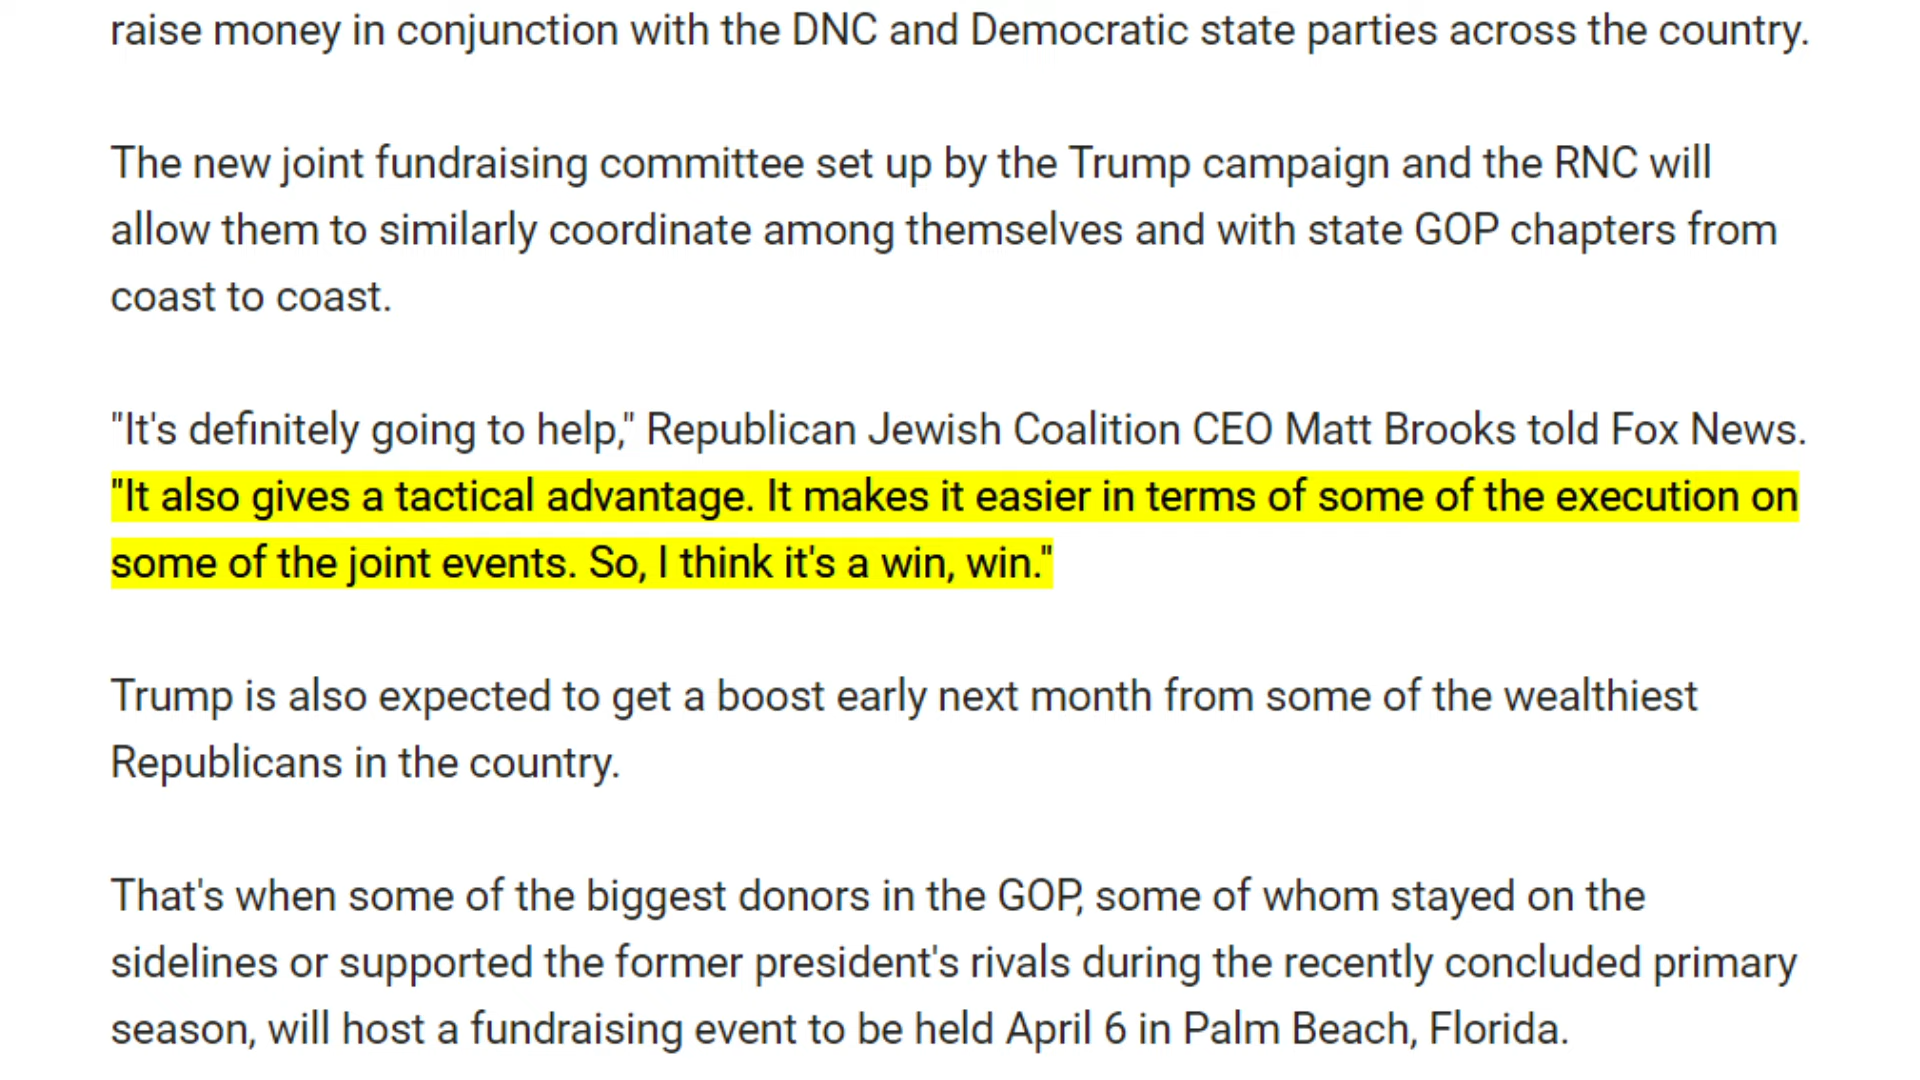 raise money in conjunction with the DNC and Democratic state parties across the country.
The new joint fundraising committee set up by the Trump campaign and the RNC will
allow them to similarly coordinate among themselves and with state GOP chapters from
coast to coast.
"It's definitely going to help," Republican Jewish Coalition CEO Matt Brooks told Fox News.
"It also gives a tactical advantage. It makes it easier in terms of some of the execution on
some of the joint events. So, I think it's a win, win."
Trump is also expected to get a boost early next month from some of the wealthiest
Republicans in the country.
That's when some of the biggest donors in the GOP, some of whom stayed on the
sidelines or supported the former president's rivals during the recently concluded primary
season, will host a fundraising event to be held April 6 in Palm Beach, Florida.